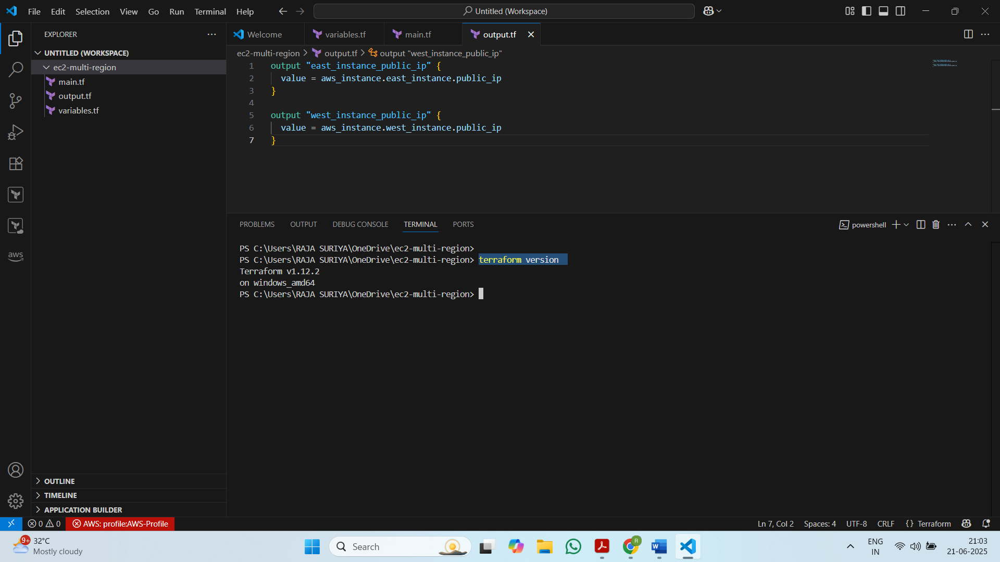 File Edit Selection View Go Run Terminal Help
Untitled (Workspace)
EXPLORER
UNTITLED (WORKSPACE)
ec2-multi-region
main.tf
output.tf
variables.tf
OUTLINE
TIMELINE
APPLICATION BUILDER
aws
Welcome variables.tf main.tf output.tf
ec2-multi-region > output.tf > output "west_instance_public_ip"
1 output "east_instance_public_ip" {
2 value = aws_instance.east_instance.public_ip
3 }
4
5 output "west_instance_public_ip" {
6 value = aws_instance.west_instance.public_ip
7 }
PROBLEMS OUTPUT DEBUG CONSOLE TERMINAL PORTS
powershell
PS C:\Users\RAJA SURIYA\OneDrive\ec2-multi-region>
PS C:\Users\RAJA SURIYA\OneDrive\ec2-multi-region> terraform version
Terraform v1.12.2
on windows_amd64
PS C:\Users\RAJA SURIYA\OneDrive\ec2-multi-region>
0 0 AWS: profile:AWS-Profile
Ln 7, Col 2 Spaces: 4 UTF-8 CRLF {} Terraform
9+
32°C
Mostly cloudy
Search
R
W
ENG
IN
21:03
21-06-2025